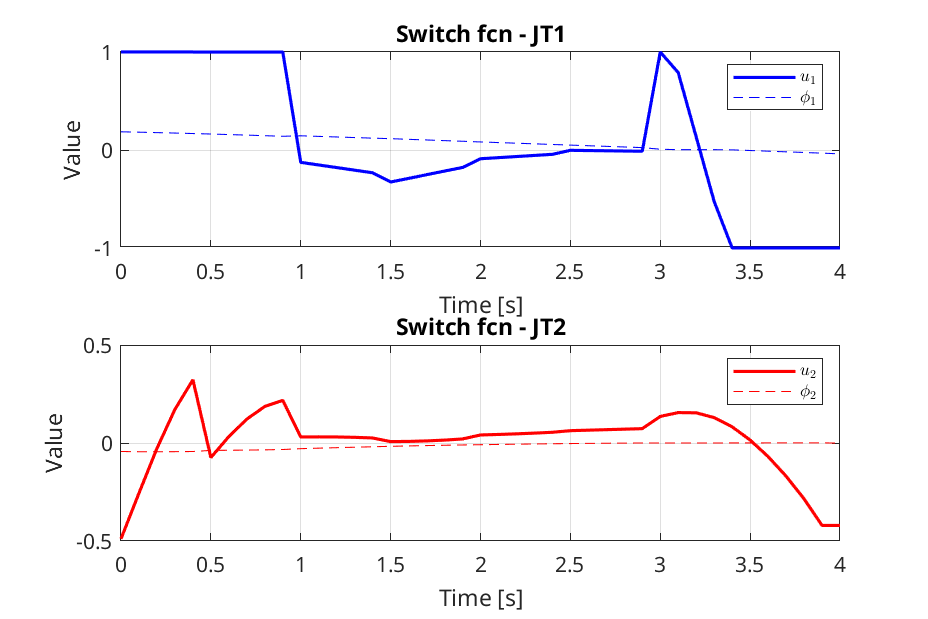 Switch fcn - JT1
1
0
-1
Value
u₁
ϕ₁
0 0.5 1 1.5 2 2.5 3 3.5 4
Time [s]
Switch fcn - JT2
0.5
0
-0.5
Value
u₂
ϕ₂
0 0.5 1 1.5 2 2.5 3 3.5 4
Time [s]